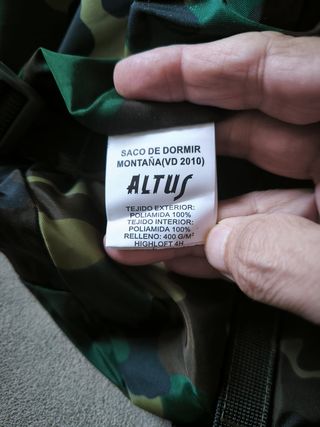 SACO DE DORMIR
MONTAÑA(VD 2010)
ALTUS
TEJIDO EXTERIOR:
POLIAMIDA 100%
TEJIDO INTERIOR:
POLIAMIDA 100%
RELLENO: 400 G/M²
HIGHLOFT 4H